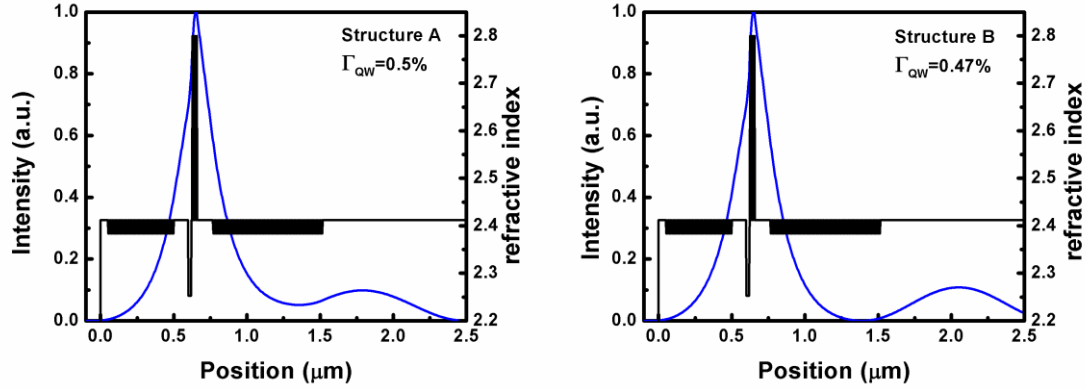 Structure A
ΓQW=0.5%
Intensity (a.u.)
1.0
0.8
0.6
0.4
0.2
0.0
refractive index
2.8
2.7
2.6
2.5
2.4
2.3
2.2
0.0 0.5 1.0 1.5 2.0 2.5
Position (μm)
Structure B
ΓQW=0.47%
Intensity (a.u.)
1.0
0.8
0.6
0.4
0.2
0.0
refractive index
2.8
2.7
2.6
2.5
2.4
2.3
2.2
0.0 0.5 1.0 1.5 2.0 2.5
Position (μm)